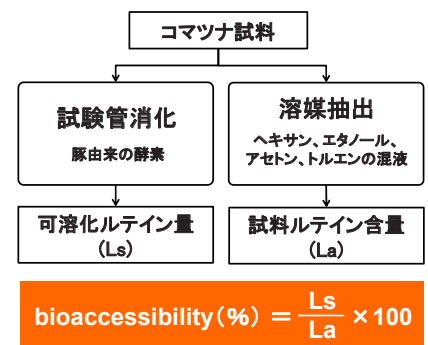 コマツナ試料
試験管消化
豚由来の酵素
溶媒抽出
ヘキサン、エタノール、
アセトン、トルエンの混液
可溶化ルテイン量
(Ls)
試料ルテイン含量
(La)
bioaccessibility(%) = Ls/La ×100